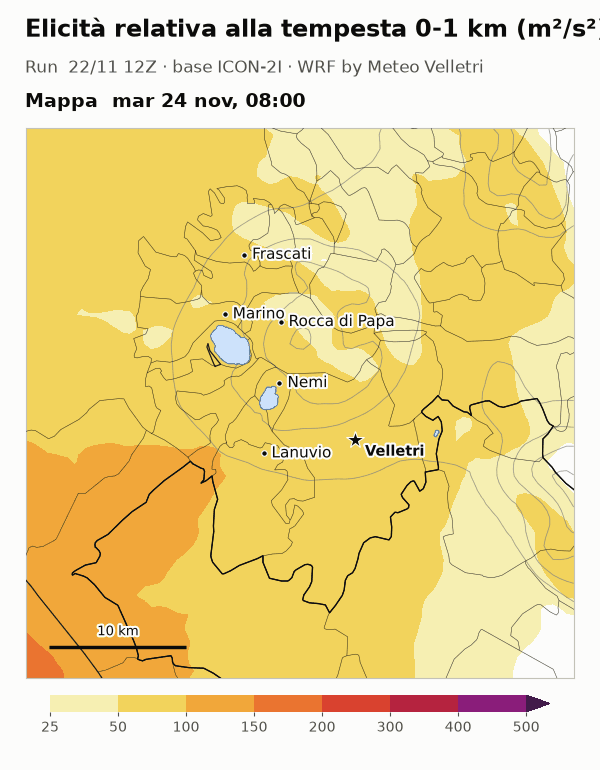 Elicità relativa alla tempesta 0-1 km (m²/s²)
Run  22/11 12Z · base ICON-2I · WRF by Meteo Velletri
Mappa  mar 24 nov, 08:00
Frascati
Marino
Rocca di Papa
Nemi
Velletri
Lanuvio
10 km
25 50 100 150 200 300 400 500